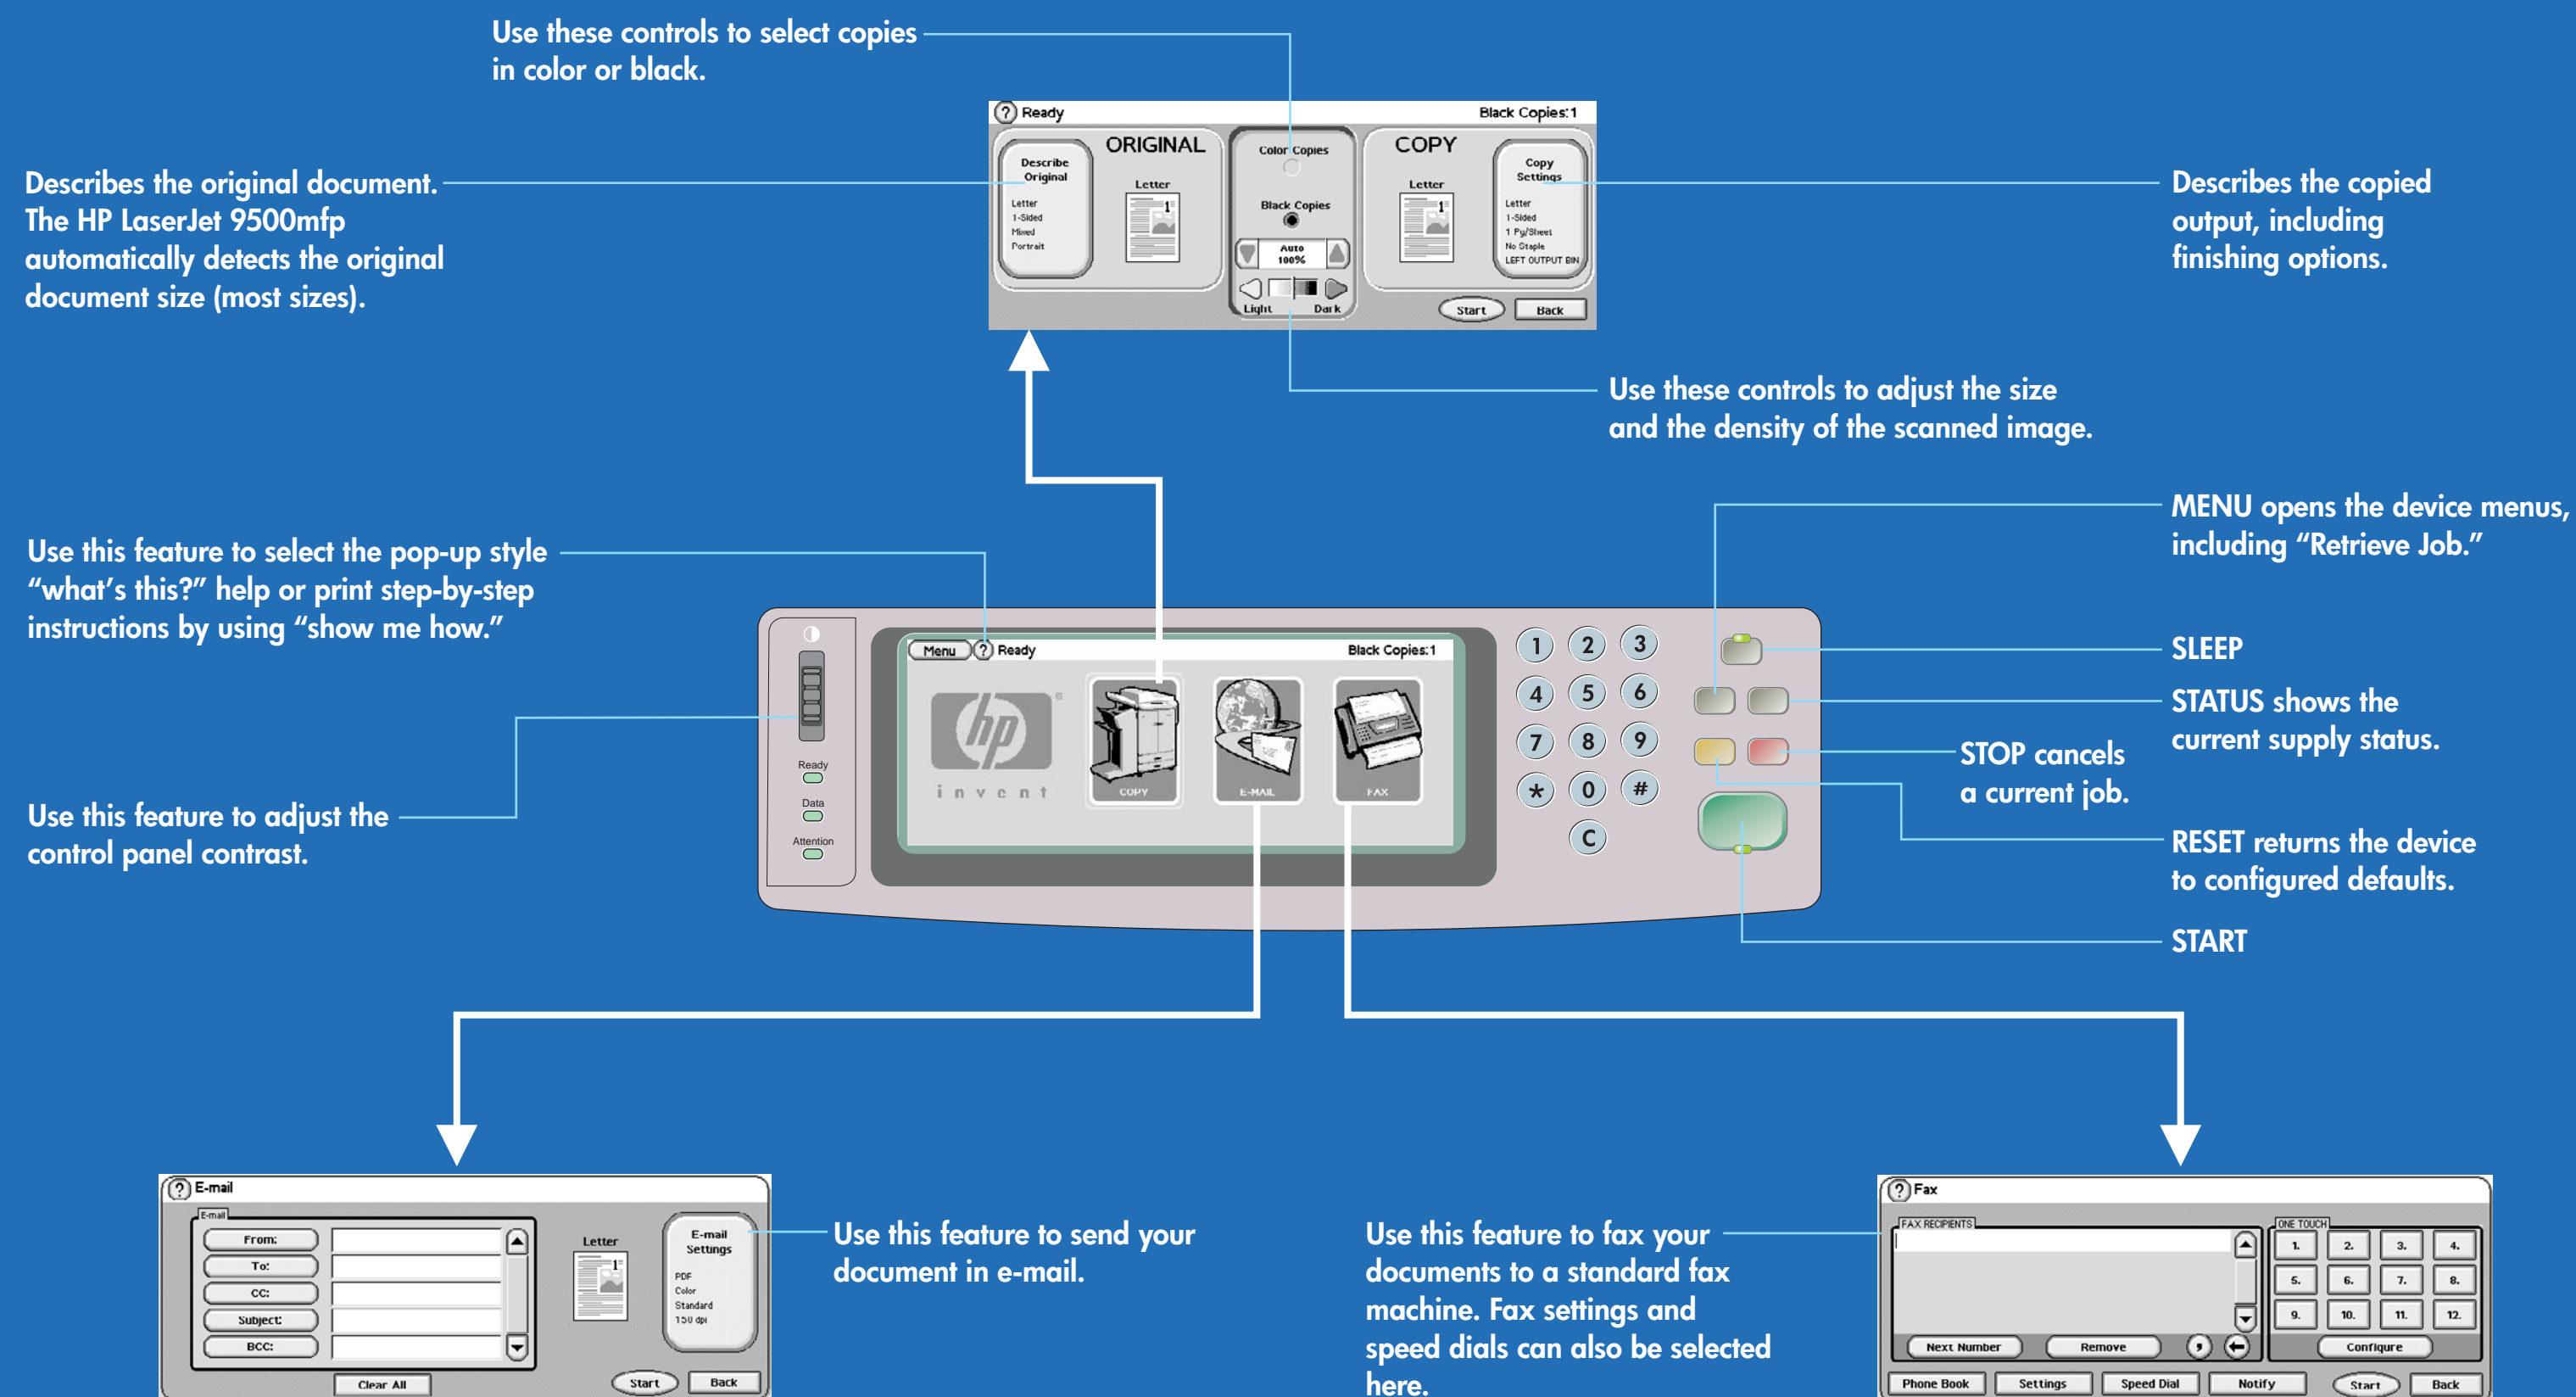 Use these controls to select copies
in color or black.
? Ready
Black Copies:1
Describe
Original
Letter
1-Sided
Mixed
Portrait
ORIGINAL
Letter
1
Color Copies
Black Copies
Auto
100%
Light
Dark
COPY
Letter
1
Copy
Settings
Letter
1-Sided
1 Pg/Sheet
No Staple
LEFT OUTPUT BIN
Start
Back
Describes the original document.
The HP LaserJet 9500mfp
automatically detects the original
document size (most sizes).
Describes the copied
output, including
finishing options.
Use these controls to adjust the size
and the density of the scanned image.
Use this feature to select the pop-up style
“what’s this?” help or print step-by-step
instructions by using “show me how.”
MENU opens the device menus,
including “Retrieve Job.”
SLEEP
STATUS shows the
current supply status.
STOP cancels
a current job.
RESET returns the device
to configured defaults.
START
Use this feature to adjust the
control panel contrast.
Ready
Data
Attention
Menu ? Ready
Black Copies:1
hp
®
invent
COPY
E-MAIL
FAX
1 2 3
4 5 6
7 8 9
* 0 #
C
? E-mail
E-mail
From:
To:
CC:
Subject:
BCC:
Clear All
Letter
1
E-mail
Settings
PDF
Color
Standard
150 dpi
Start
Back
Use this feature to send your
document in e-mail.
Use this feature to fax your
documents to a standard fax
machine. Fax settings and
speed dials can also be selected
here.
? Fax
FAX RECIPIENTS
Next Number
Remove
,
ONE TOUCH
1. 2. 3. 4.
5. 6. 7. 8.
9. 10. 11. 12.
Configure
Phone Book
Settings
Speed Dial
Notify
Start
Back